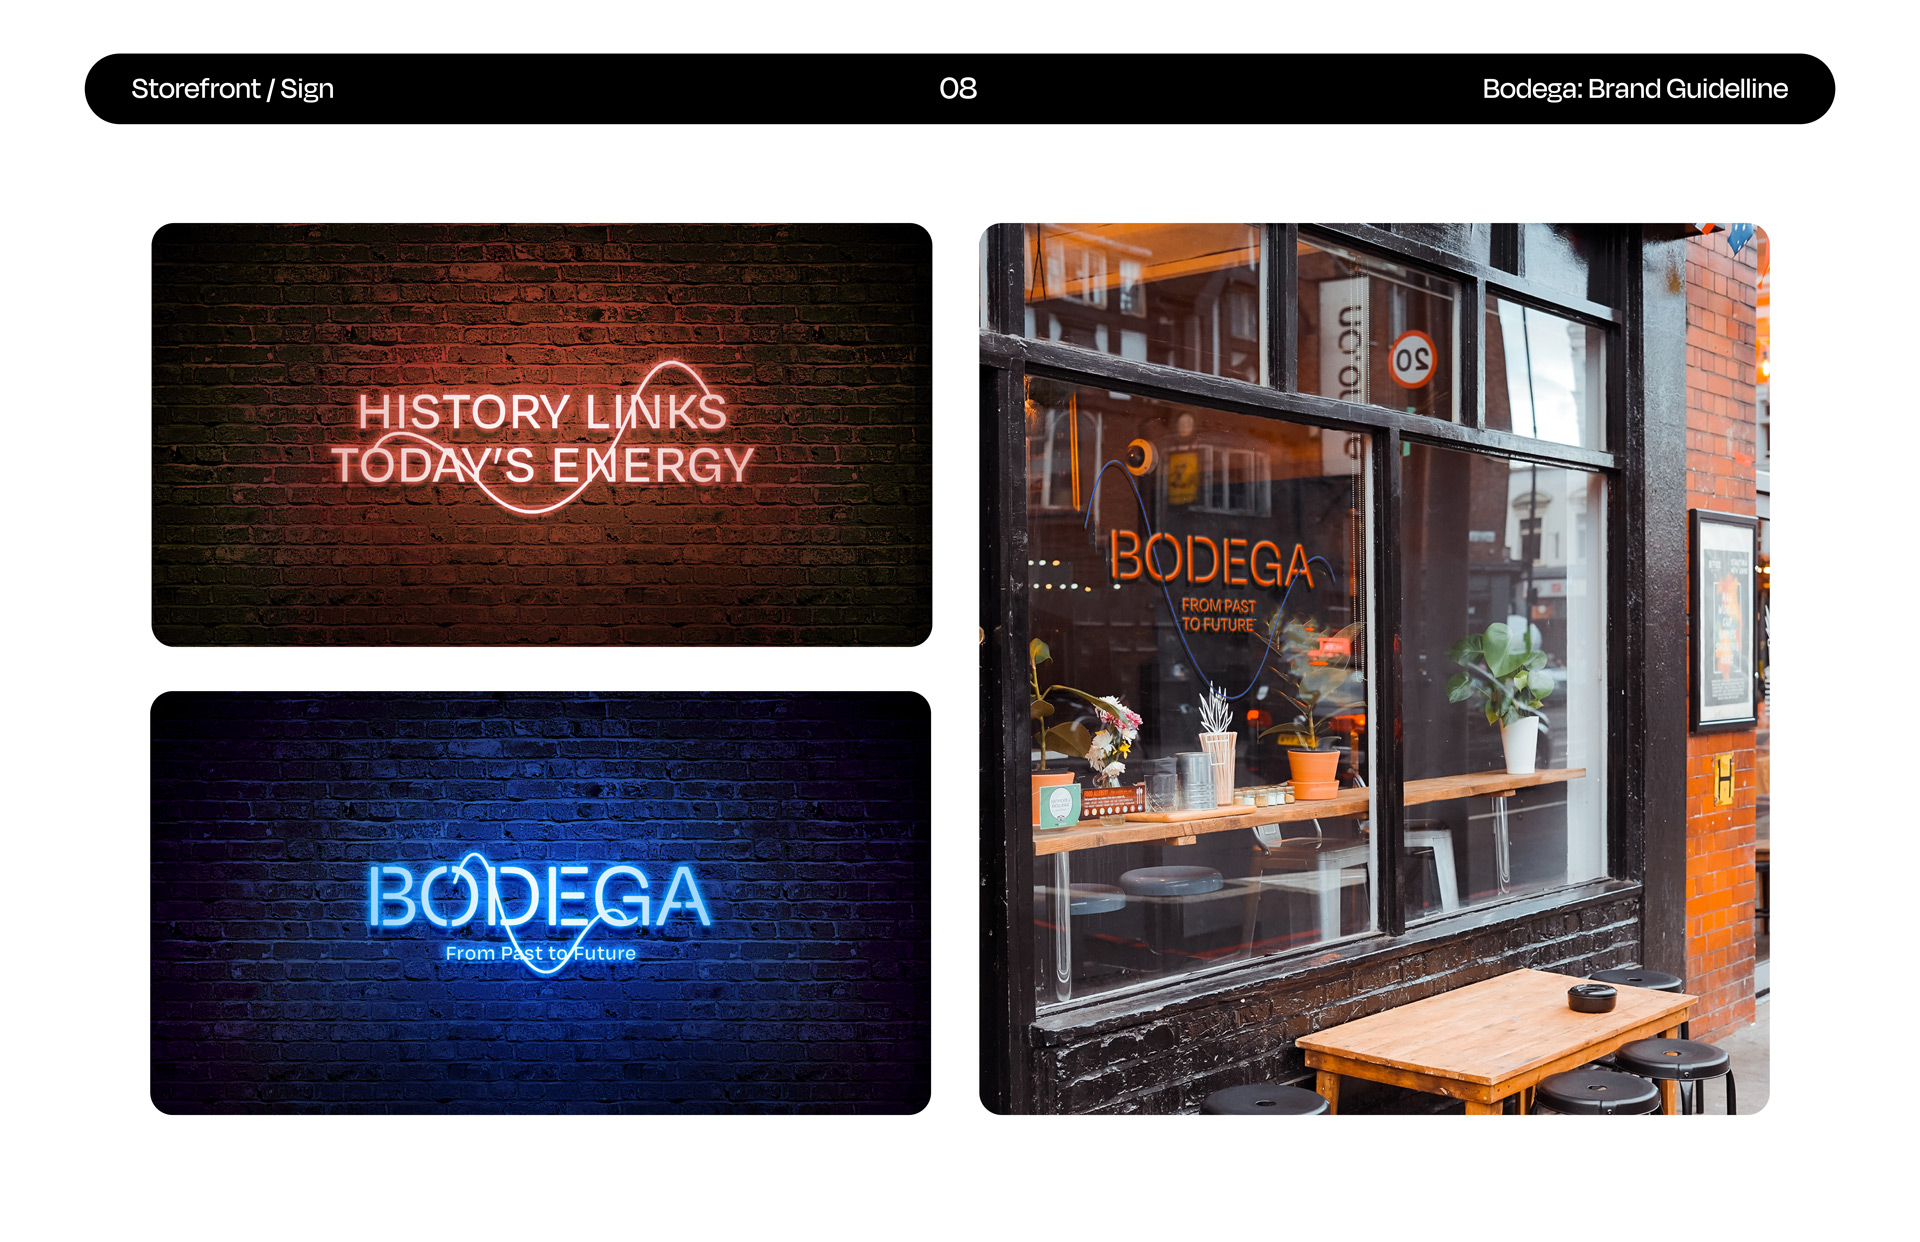 Storefront / Sign
08
Bodega: Brand Guidelline
HISTORY LINKS
TODAY'S ENERGY
BODEGA
From Past to Future
20
BODEGA
FROM PAST
TO FUTURE
H